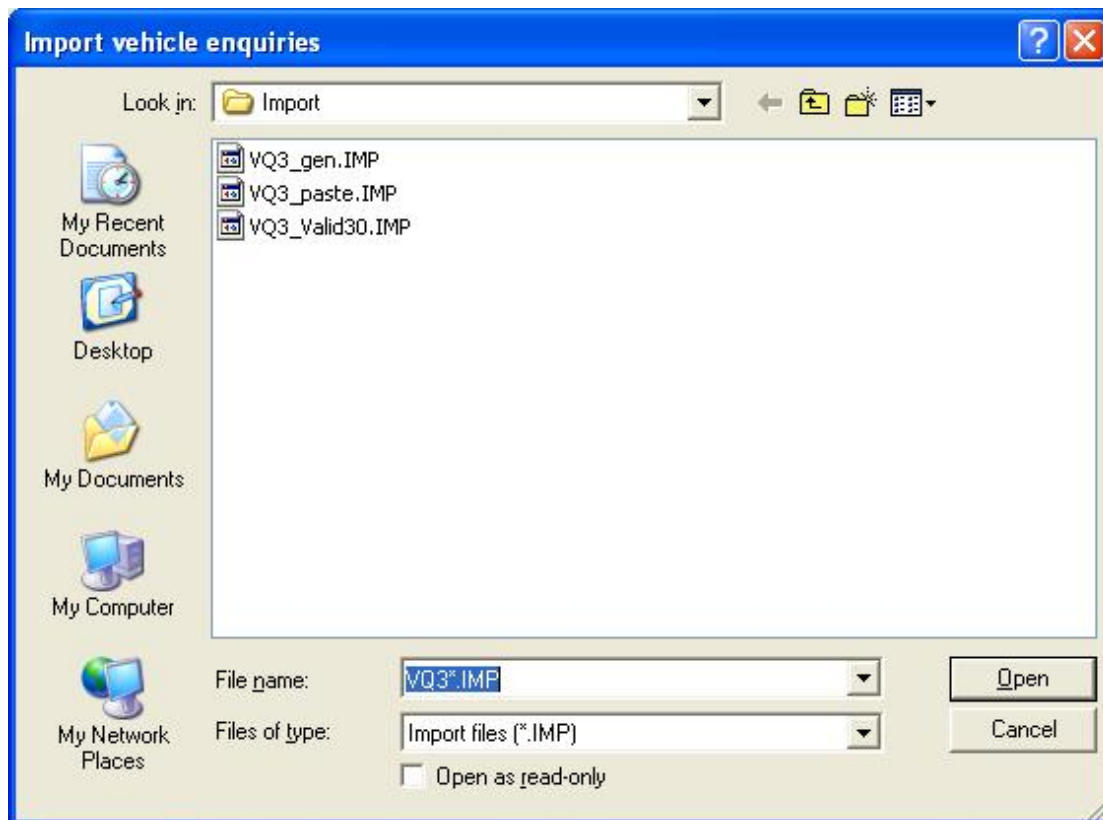 Import vehicle enquiries
Look in: Import
VQ3_gen.IMP
VQ3_paste.IMP
VQ3_Valid30.IMP
My Recent
Documents
Desktop
My Documents
My Computer
My Network
Places
File name: VQ3*.IMP Open
Files of type: Import files (*.IMP) Cancel
Open as read-only